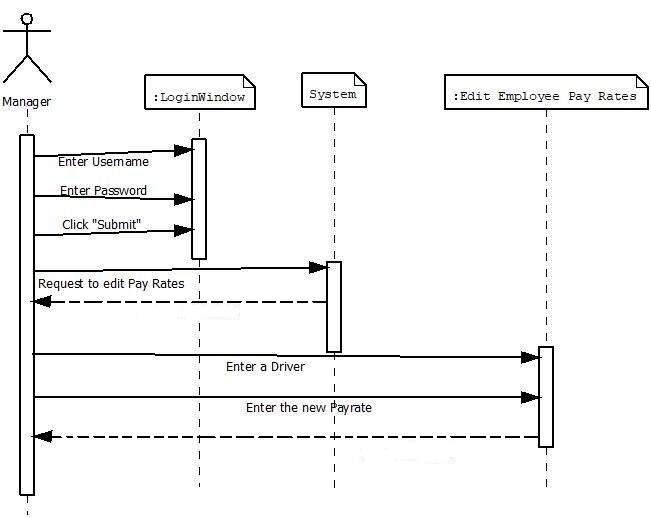 Manager
:LoginWindow
System
:Edit Employee Pay Rates
Enter Username
Enter Password
Click "Submit"
Request to edit Pay Rates
Enter a Driver
Enter the new Payrate